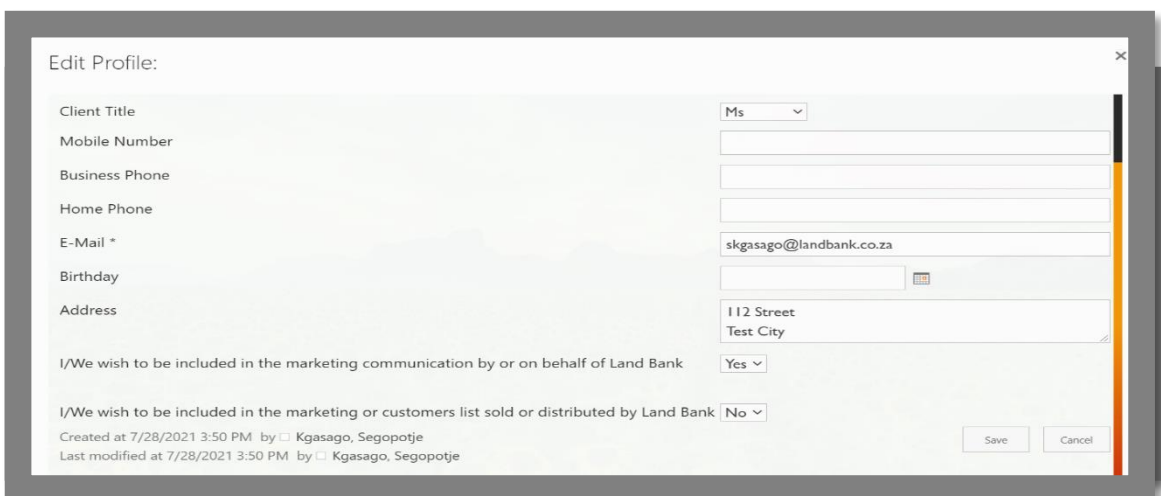 Edit Profile:
×
Client Title Ms
Mobile Number
Business Phone
Home Phone
E-Mail * skgasago@landbank.co.za
Birthday
Address 112 Street
Test City
I/We wish to be included in the marketing communication by or on behalf of Land Bank Yes
I/We wish to be included in the marketing or customers list sold or distributed by Land Bank No
Created at 7/28/2021 3:50 PM by Kgasago, Segopotje
Last modified at 7/28/2021 3:50 PM by Kgasago, Segopotje
Save Cancel